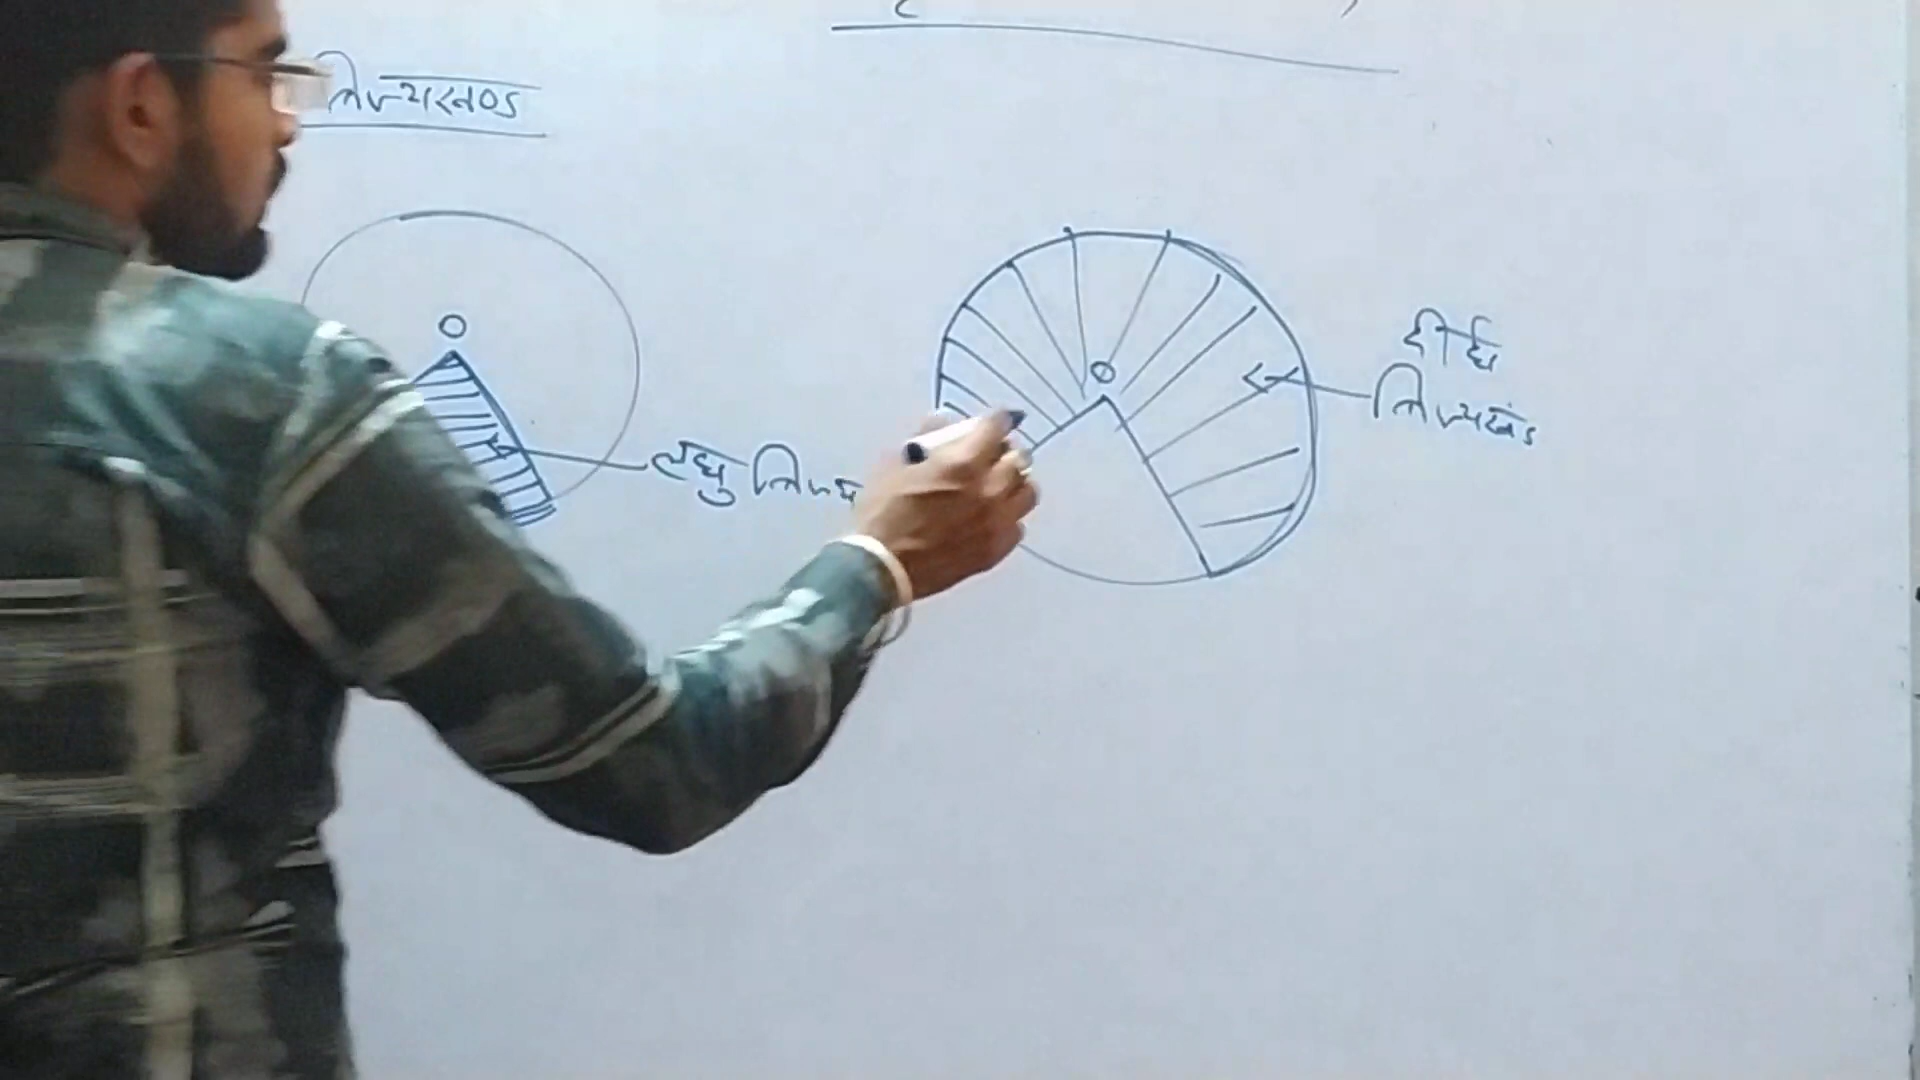 त्रिज्यखण्ड
O
लघु त्रिज्य
O
दीर्घ
त्रिज्यखंड